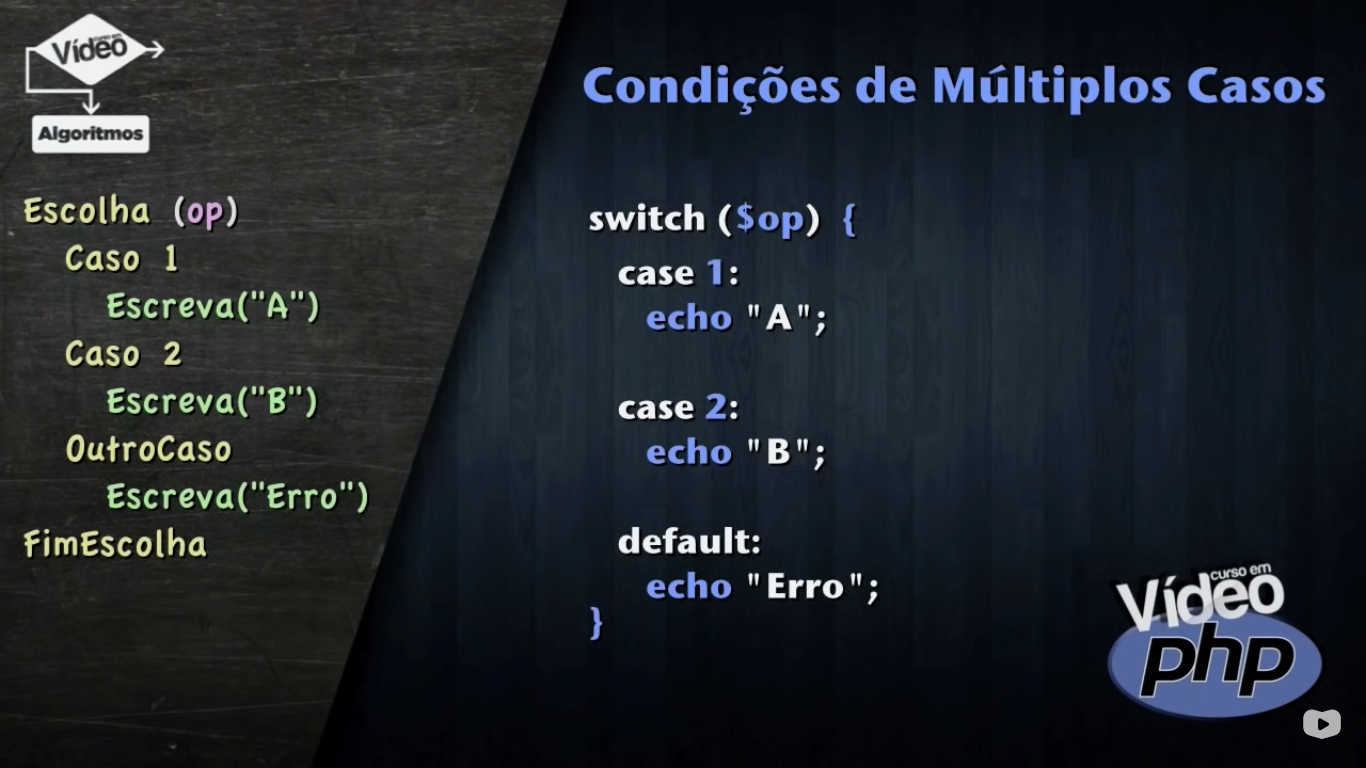 curso em
Vídeo
Algoritmos
Condições de Múltiplos Casos
Escolha (op)
Caso 1
Escreva("A")
Caso 2
Escreva("B")
OutroCaso
Escreva("Erro")
FimEscolha
switch ($op) {
case 1:
echo "A";
case 2:
echo "B";
default:
echo "Erro";
}
curso em
Vídeo
php